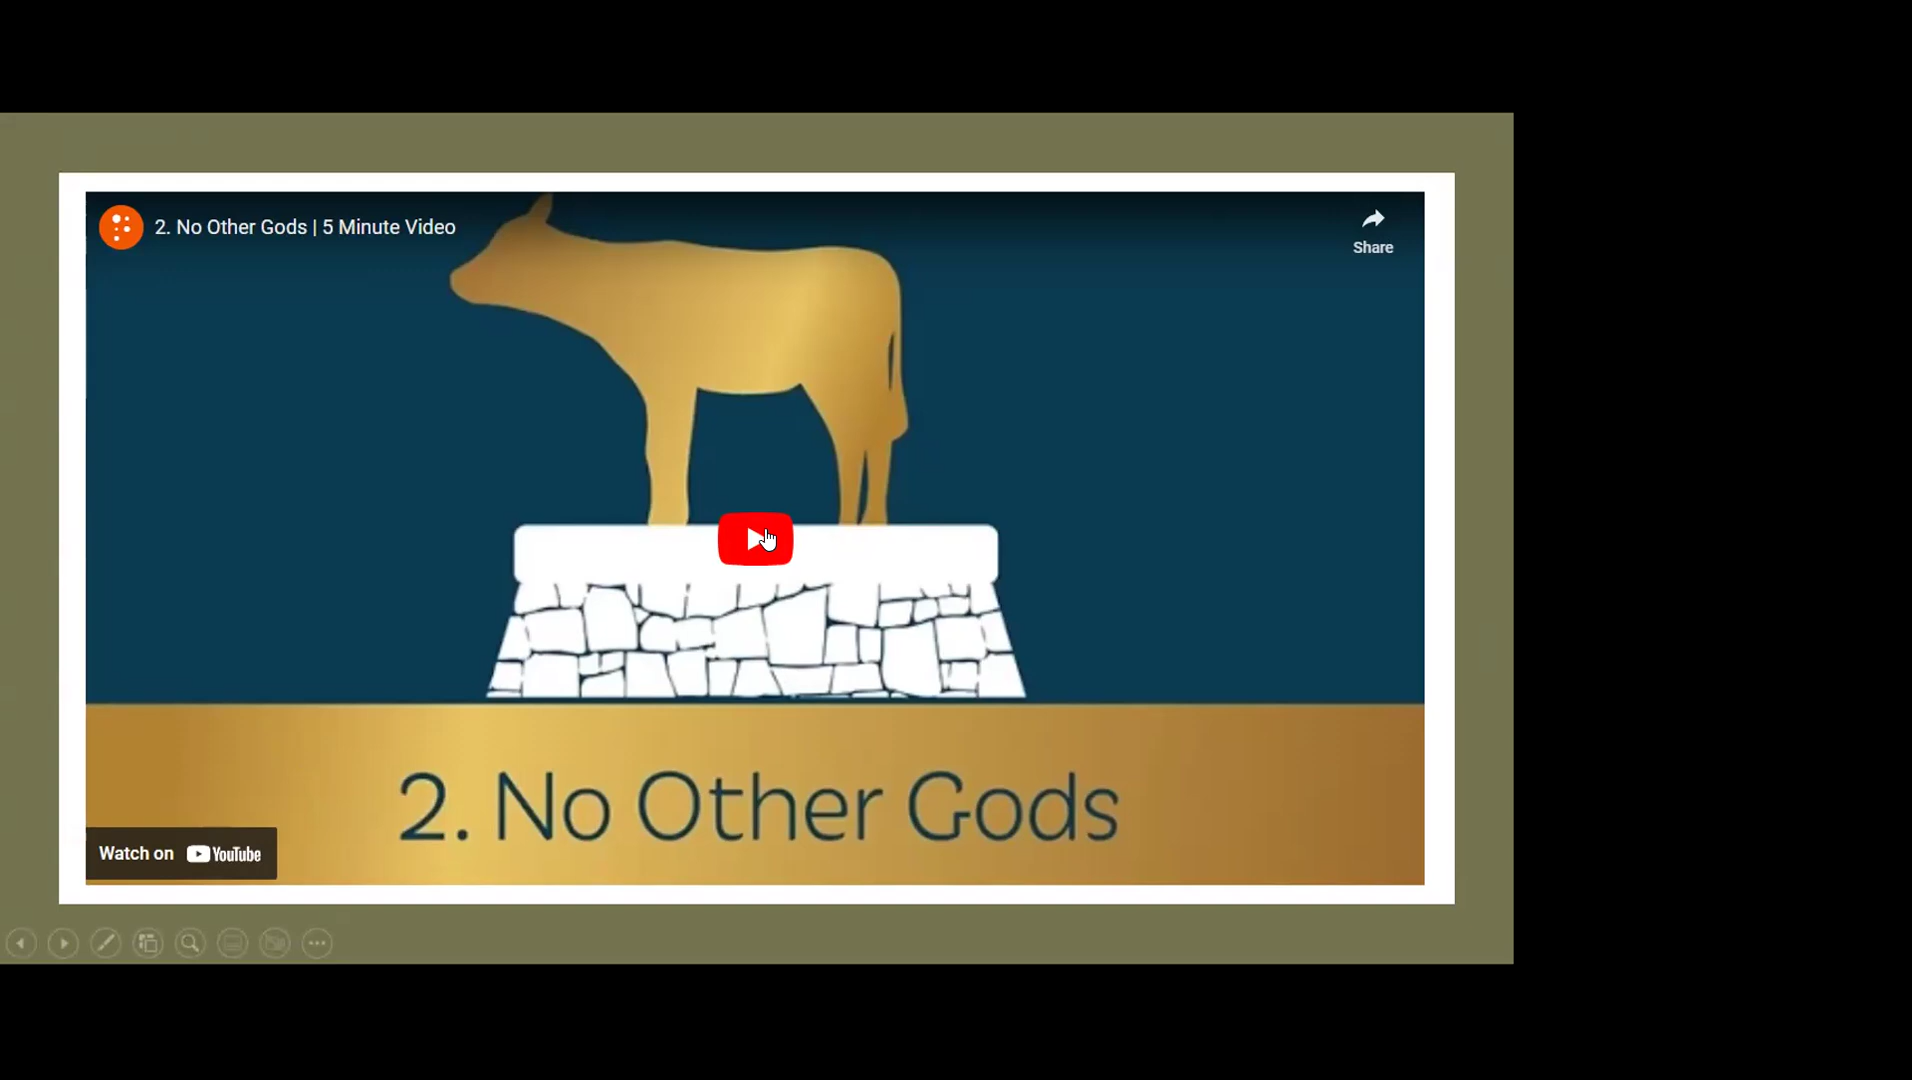 2. No Other Gods | 5 Minute Video
Share
2. No Other Gods
Watch on YouTube